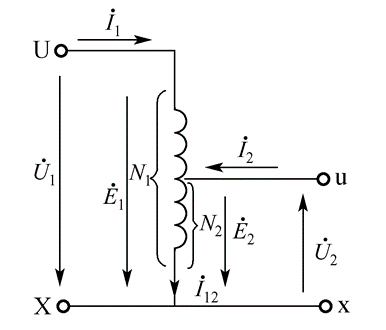 U İ₁
U̇₁ N₁ Ė₁
İ₂
u
N₂ Ė₂ U̇₂
İ₁₂
X x